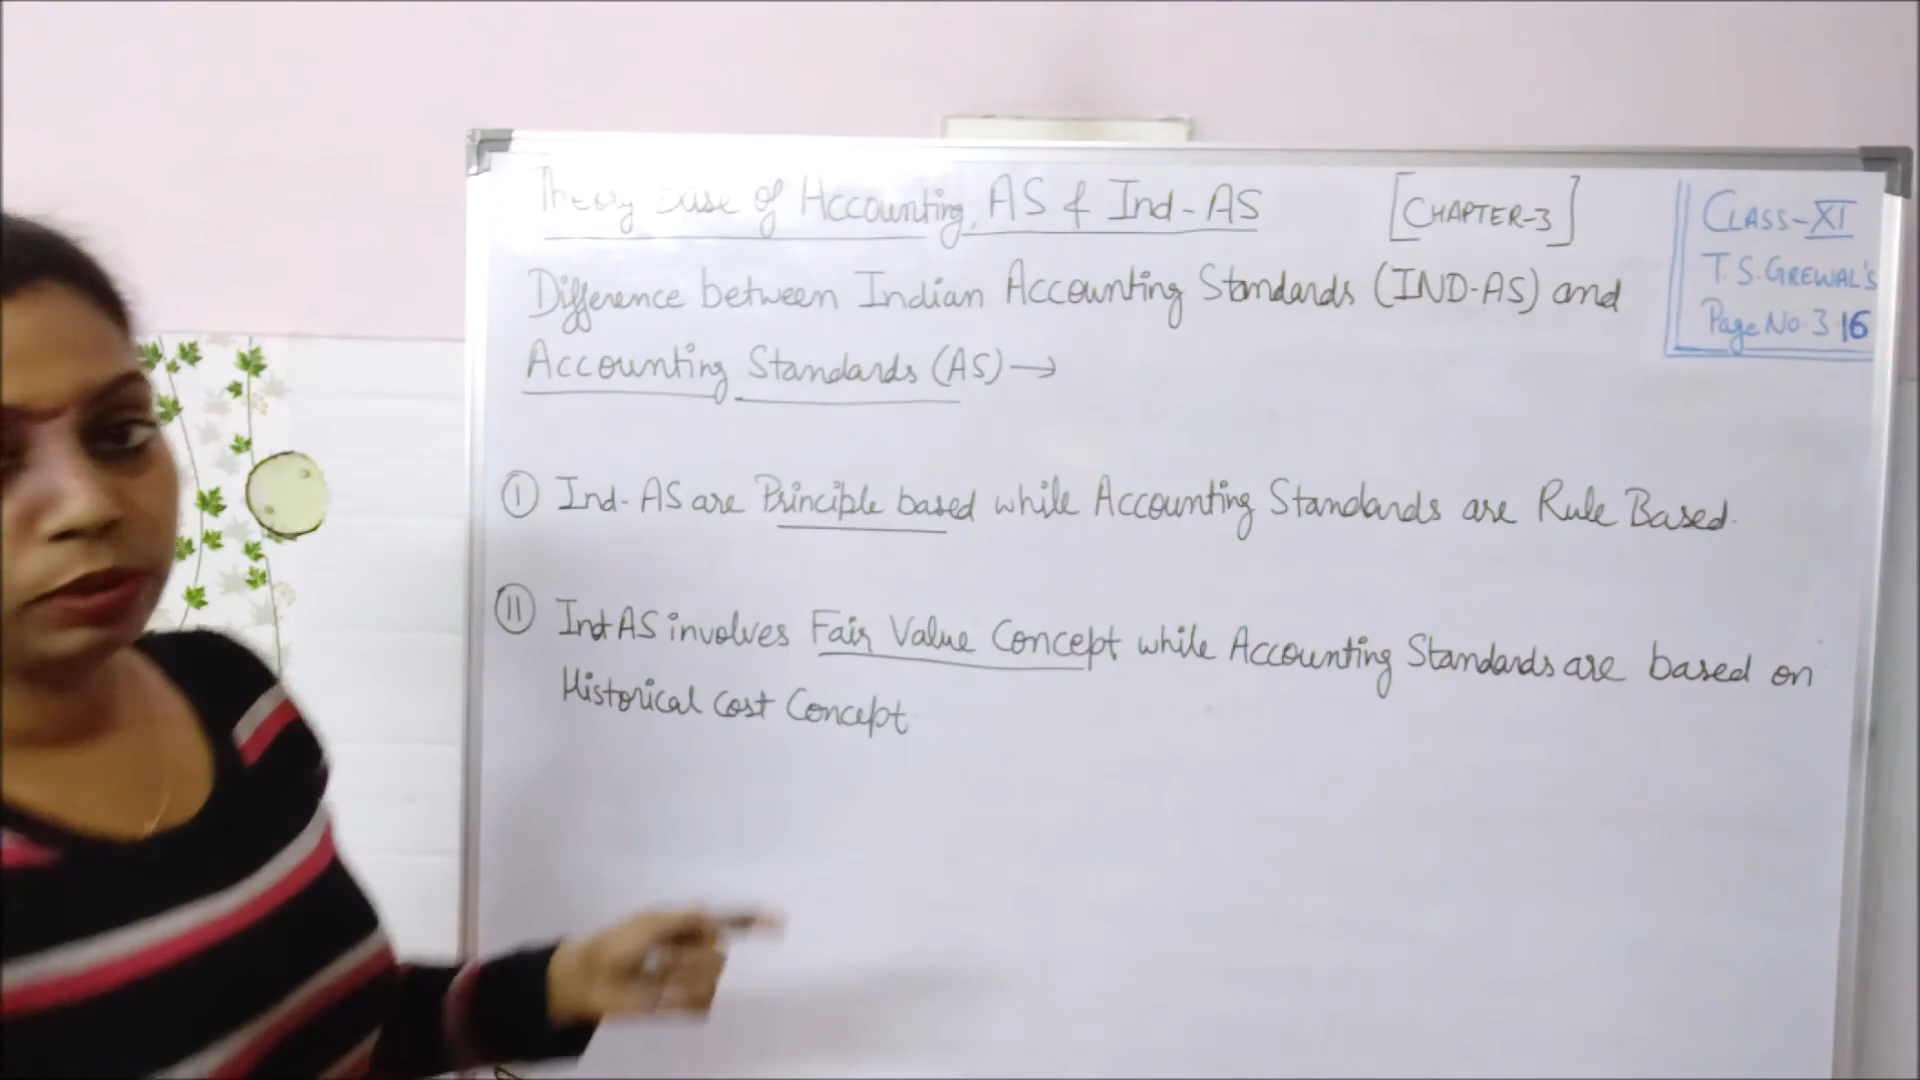 Theory Base of Accounting, AS & Ind-AS [CHAPTER-3]
CLASS-XI
T.S. GREWAL'S
Page No. 3.16
Difference between Indian Accounting Standards (IND-AS) and
Accounting Standards (AS) →
I Ind-AS are Principle based while Accounting Standards are Rule Based.
II Ind AS involves Fair Value Concept while Accounting Standards are based on
Historical Cost Concept.